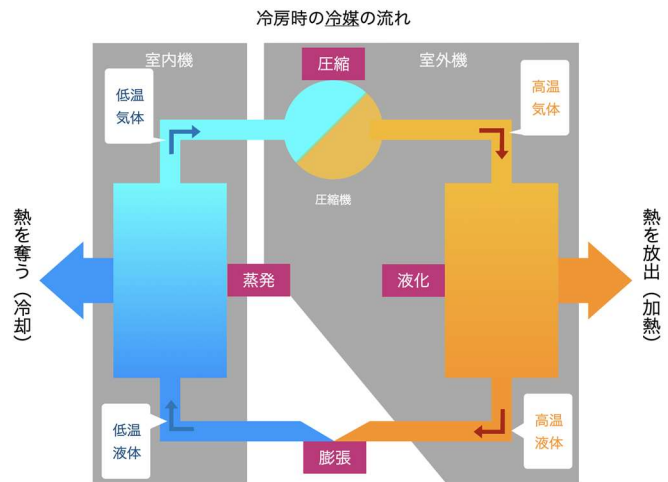 冷房時の冷媒の流れ
室内機
圧縮
室外機
低温
気体
高温
気体
圧縮機
熱を奪う（冷却）
蒸発
液化
熱を放出（加熱）
低温
液体
膨張
高温
液体